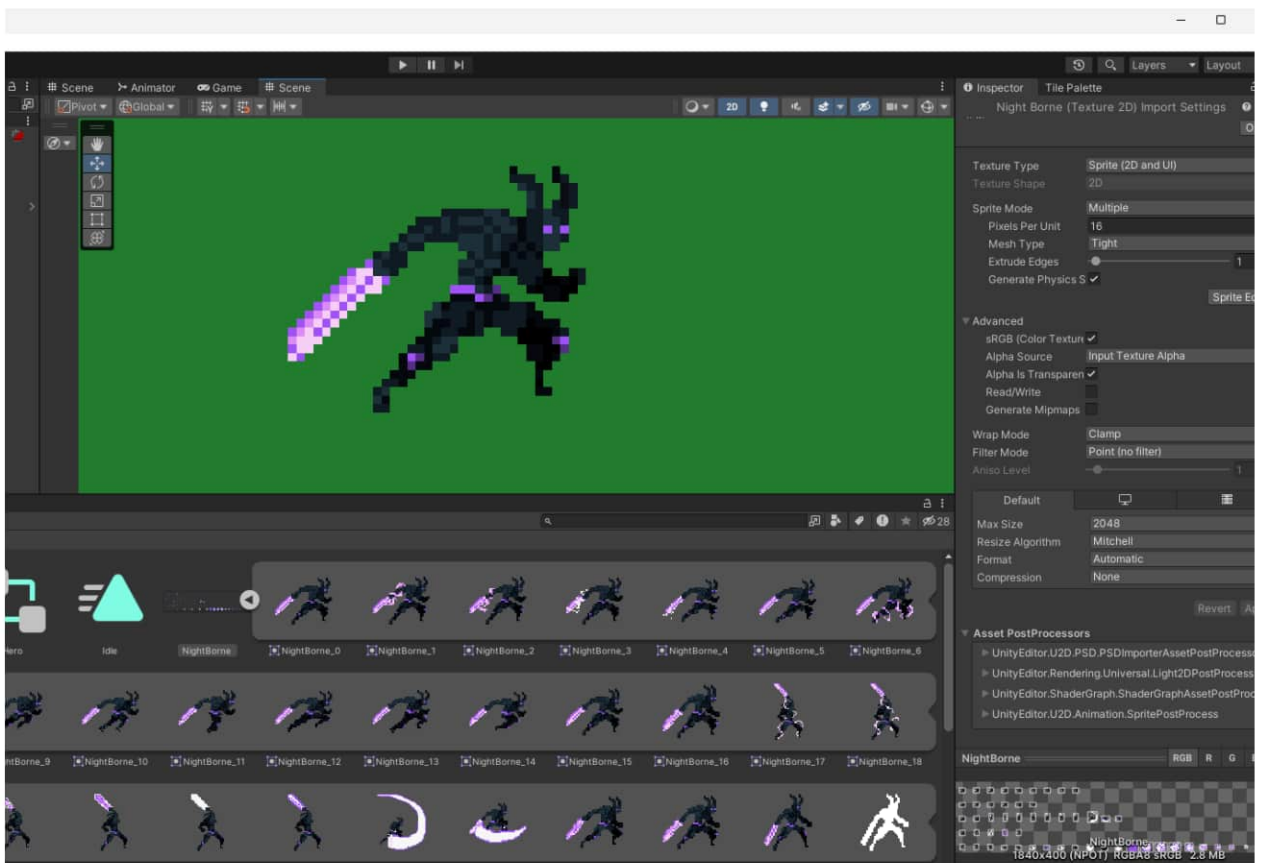 Layers Layout
Scene Animator Game Scene Inspector Tile Palette
Pivot Global 2D Night Borne (Texture 2D) Import Settings
Texture Type Sprite (2D and UI)
Texture Shape 2D
Sprite Mode Multiple
Pixels Per Unit 16
Mesh Type Tight
Extrude Edges 1
Generate Physics S
Sprite Ed
Advanced
sRGB (Color Texture
Alpha Source Input Texture Alpha
Alpha Is Transparen
Read/Write
Generate Mipmaps
Wrap Mode Clamp
Filter Mode Point (no filter)
Aniso Level 1
Default
28
Max Size 2048
Resize Algorithm Mitchell
Format Automatic
Compression None
Revert Ap
Asset PostProcessors
UnityEditor.U2D.PSD.PSDImporterAssetPostProcesso
UnityEditor.Rendering.Universal.Light2DPostProcess
UnityEditor.ShaderGraph.ShaderGraphAssetPostProc
UnityEditor.U2D.Animation.SpritePostProcess
Hero Idle NightBorne NightBorne_0 NightBorne_1 NightBorne_2 NightBorne_3 NightBorne_4 NightBorne_5 NightBorne_6
htBorne_9 NightBorne_10 NightBorne_11 NightBorne_12 NightBorne_13 NightBorne_14 NightBorne_15 NightBorne_16 NightBorne_17 NightBorne_18
NightBorne RGB R G
NightBorne
1840x400 (NPOT) RGBA8 sRGB 2.8 MB